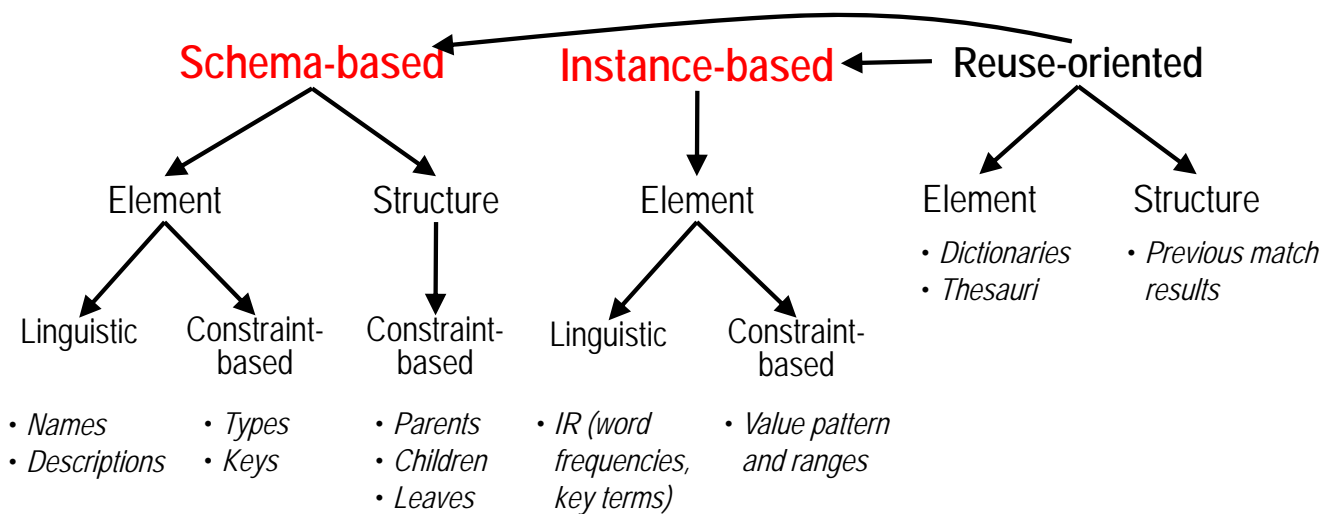 Schema-based
Instance-based
Reuse-oriented
Element
Structure
Element
Element
Structure
• Dictionaries
• Thesauri
• Previous match
results
Linguistic
Constraint-
based
Constraint-
based
Linguistic
Constraint-
based
• Names
• Descriptions
• Types
• Keys
• Parents
• Children
• Leaves
• IR (word
frequencies,
key terms)
• Value pattern
and ranges